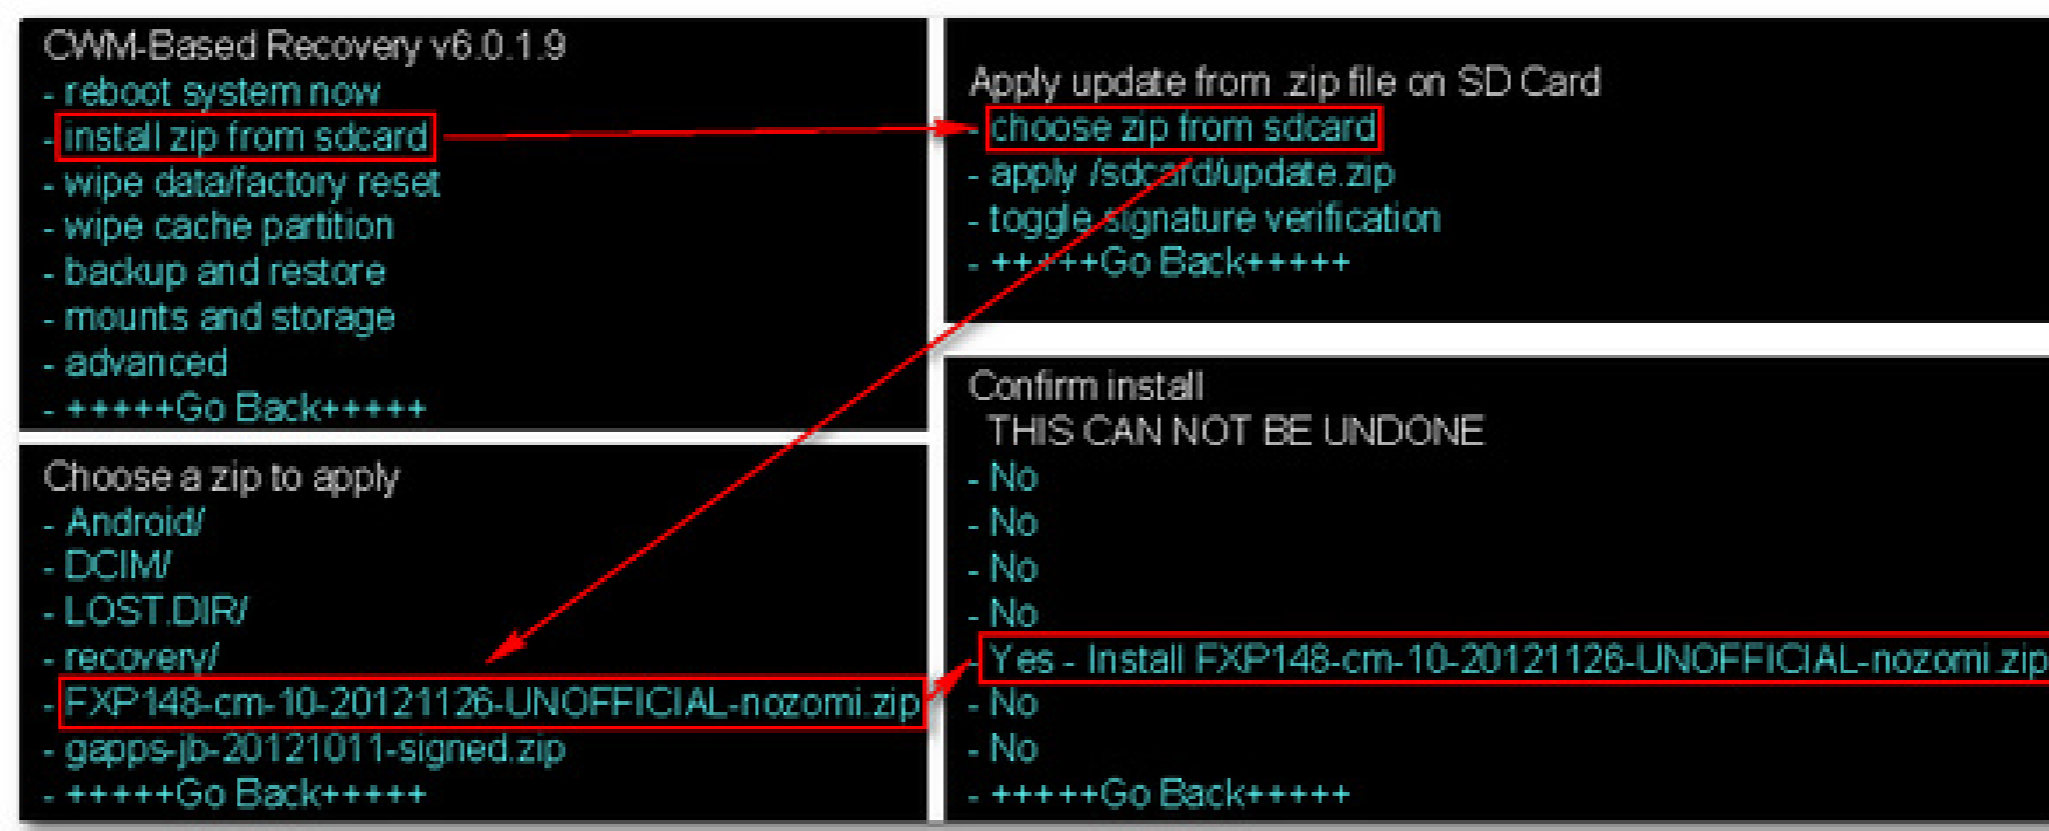 CWM-Based Recovery v6.0.1.9
- reboot system now
- install zip from sdcard
- wipe data/factory reset
- wipe cache partition
- backup and restore
- mounts and storage
- advanced
- +++++Go Back+++++
Apply update from .zip file on SD Card
- choose zip from sdcard
- apply /sdcard/update.zip
- toggle signature verification
- +++++Go Back+++++
Choose a zip to apply
- Android/
- DCIM/
- LOST.DIR/
- recovery/
- FXP148-cm-10-20121126-UNOFFICIAL-nozomi.zip
- gapps-jb-20121011-signed.zip
- +++++Go Back+++++
Confirm install
THIS CAN NOT BE UNDONE
- No
- No
- No
- No
- Yes - Install FXP148-cm-10-20121126-UNOFFICIAL-nozomi.zip
- No
- No
- +++++Go Back+++++